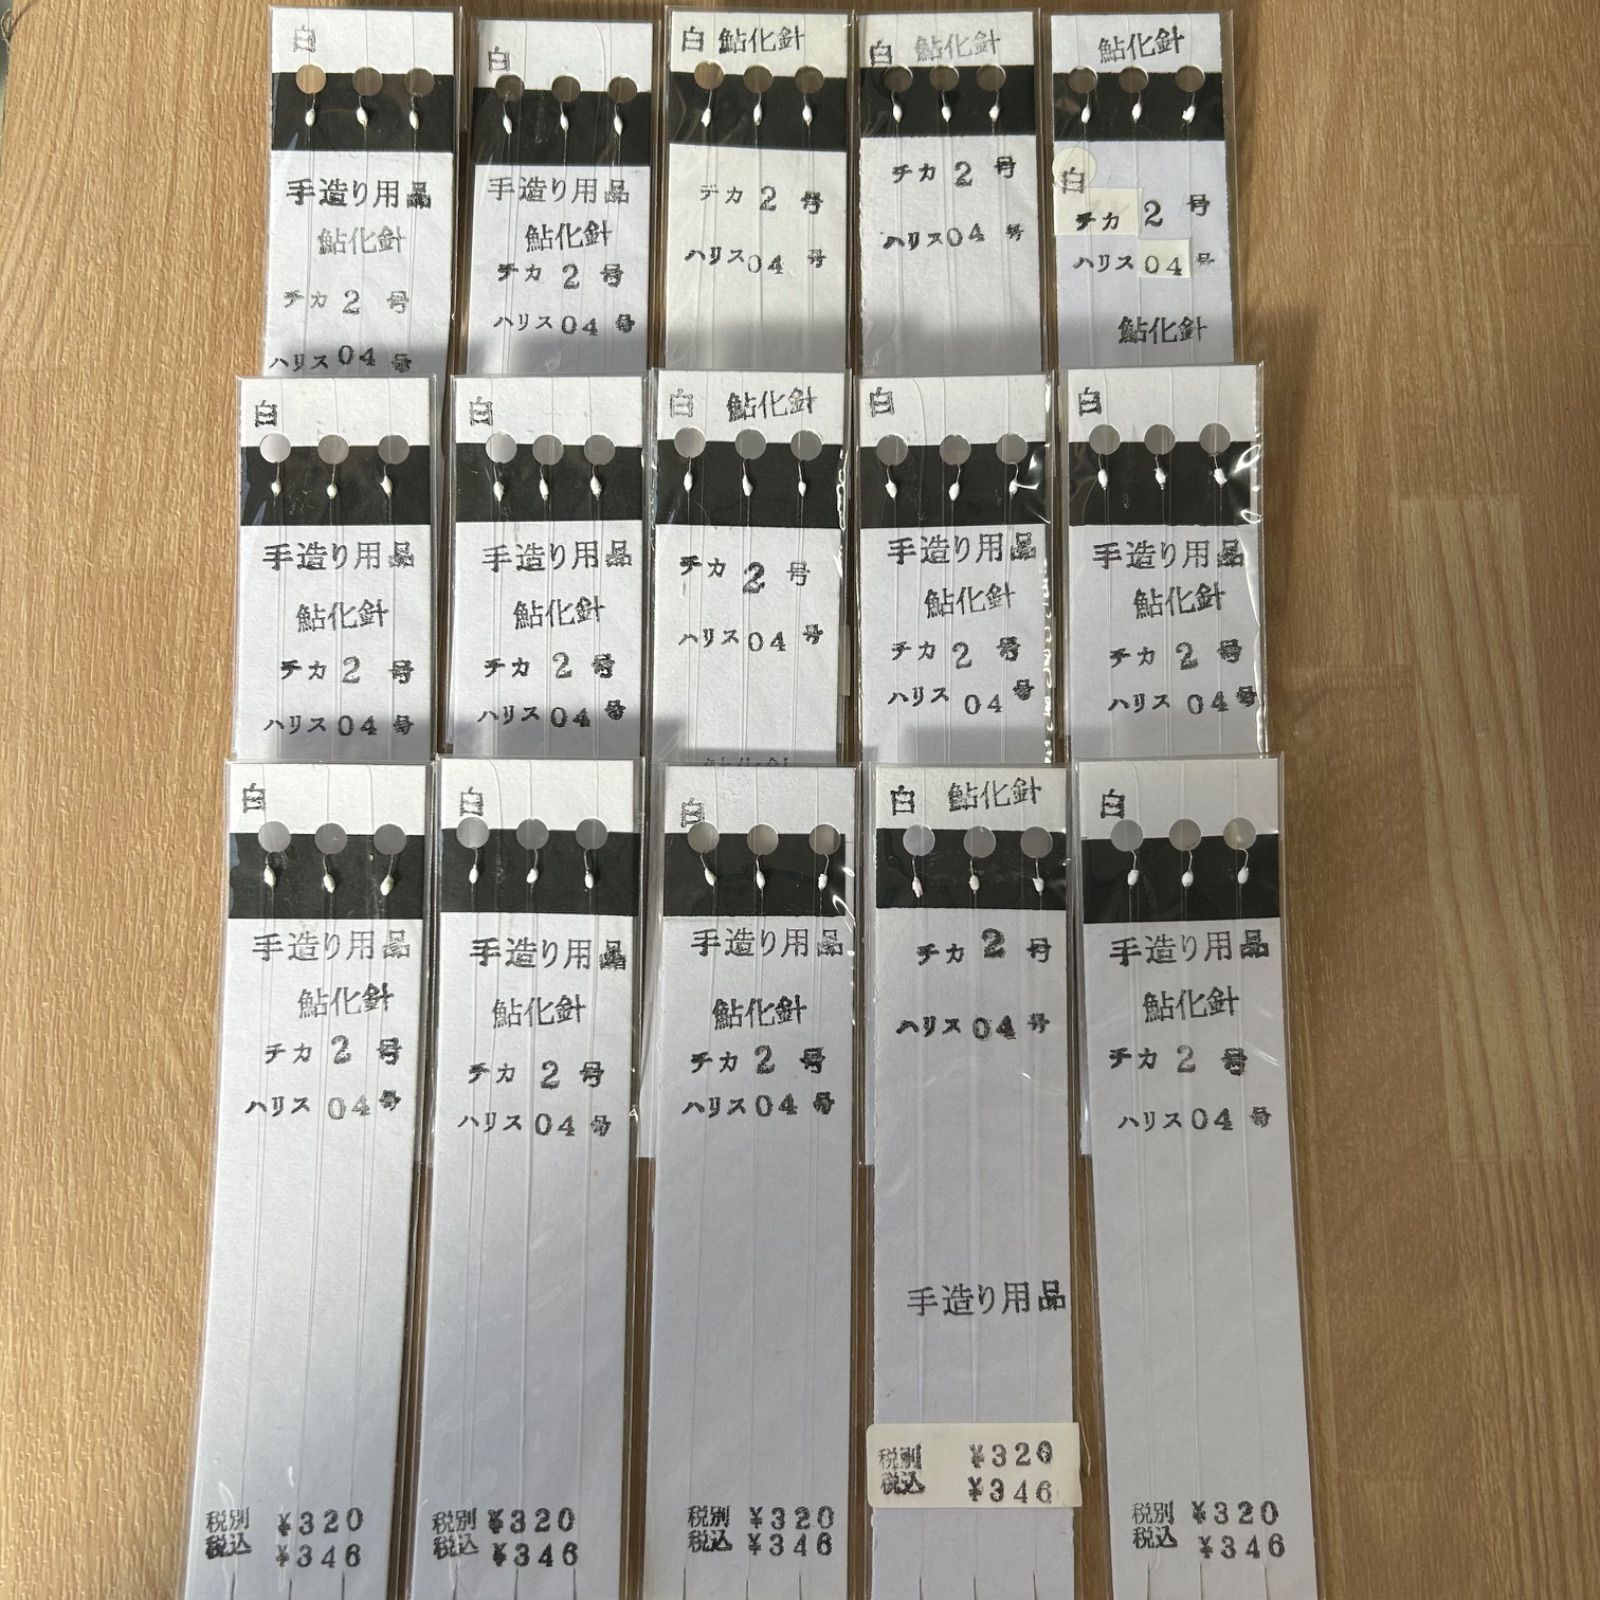 白
手造り用品
鮎化針
チカ 2 号
ハリス 04 号
白
手造り用品
鮎化針
チカ 2 号
ハリス 04 号
白 鮎化針
チカ 2 号
ハリス 04 号
白 鮎化針
チカ 2 号
ハリス 04 号
鮎化針
白
チカ 2 号
ハリス 04 号
鮎化針
白
手造り用品
鮎化針
チカ 2 号
ハリス 04 号
白
手造り用品
鮎化針
チカ 2 号
ハリス 04 号
白 鮎化針
チカ 2 号
ハリス 04 号
白
手造り用品
鮎化針
チカ 2 号
ハリス 04 号
白
手造り用品
鮎化針
チカ 2 号
ハリス 04 号
白
手造り用品
鮎化針
チカ 2 号
ハリス 04 号
税別 ¥320
税込 ¥346
白
手造り用品
鮎化針
チカ 2 号
ハリス 04 号
税別 ¥320
税込 ¥346
白
手造り用品
鮎化針
チカ 2 号
ハリス 04 号
税別 ¥320
税込 ¥346
白 鮎化針
チカ 2 号
ハリス 04 号
手造り用品
税別 ¥320
税込 ¥346
白
手造り用品
鮎化針
チカ 2 号
ハリス 04 号
税別 ¥320
税込 ¥346